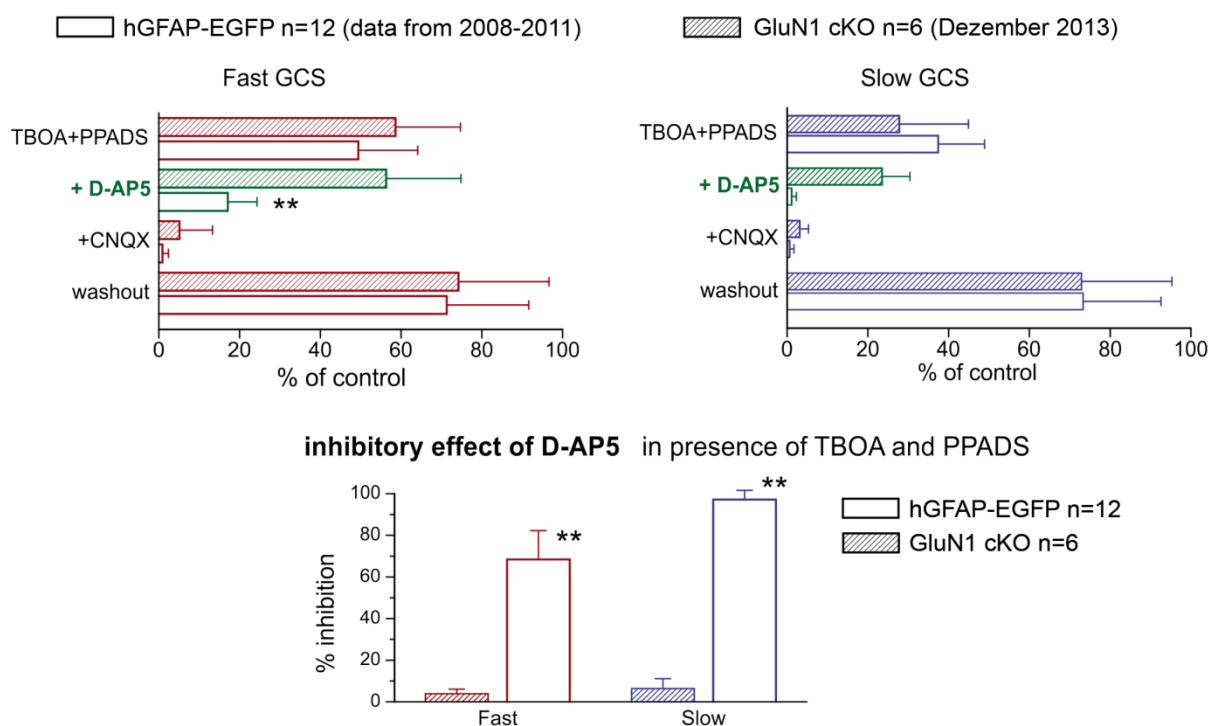 hGFAP-EGFP n=12 (data from 2008-2011)
GluN1 cKO n=6 (Dezember 2013)
Fast GCS
TBOA+PPADS
+ D-AP5
**
+CNQX
washout
0 20 40 60 80 100
% of control
Slow GCS
TBOA+PPADS
+ D-AP5
+CNQX
washout
0 20 40 60 80 100
% of control
inhibitory effect of D-AP5 in presence of TBOA and PPADS
% inhibition
100
80
60
40
20
0
**
**
Fast Slow
hGFAP-EGFP n=12
GluN1 cKO n=6